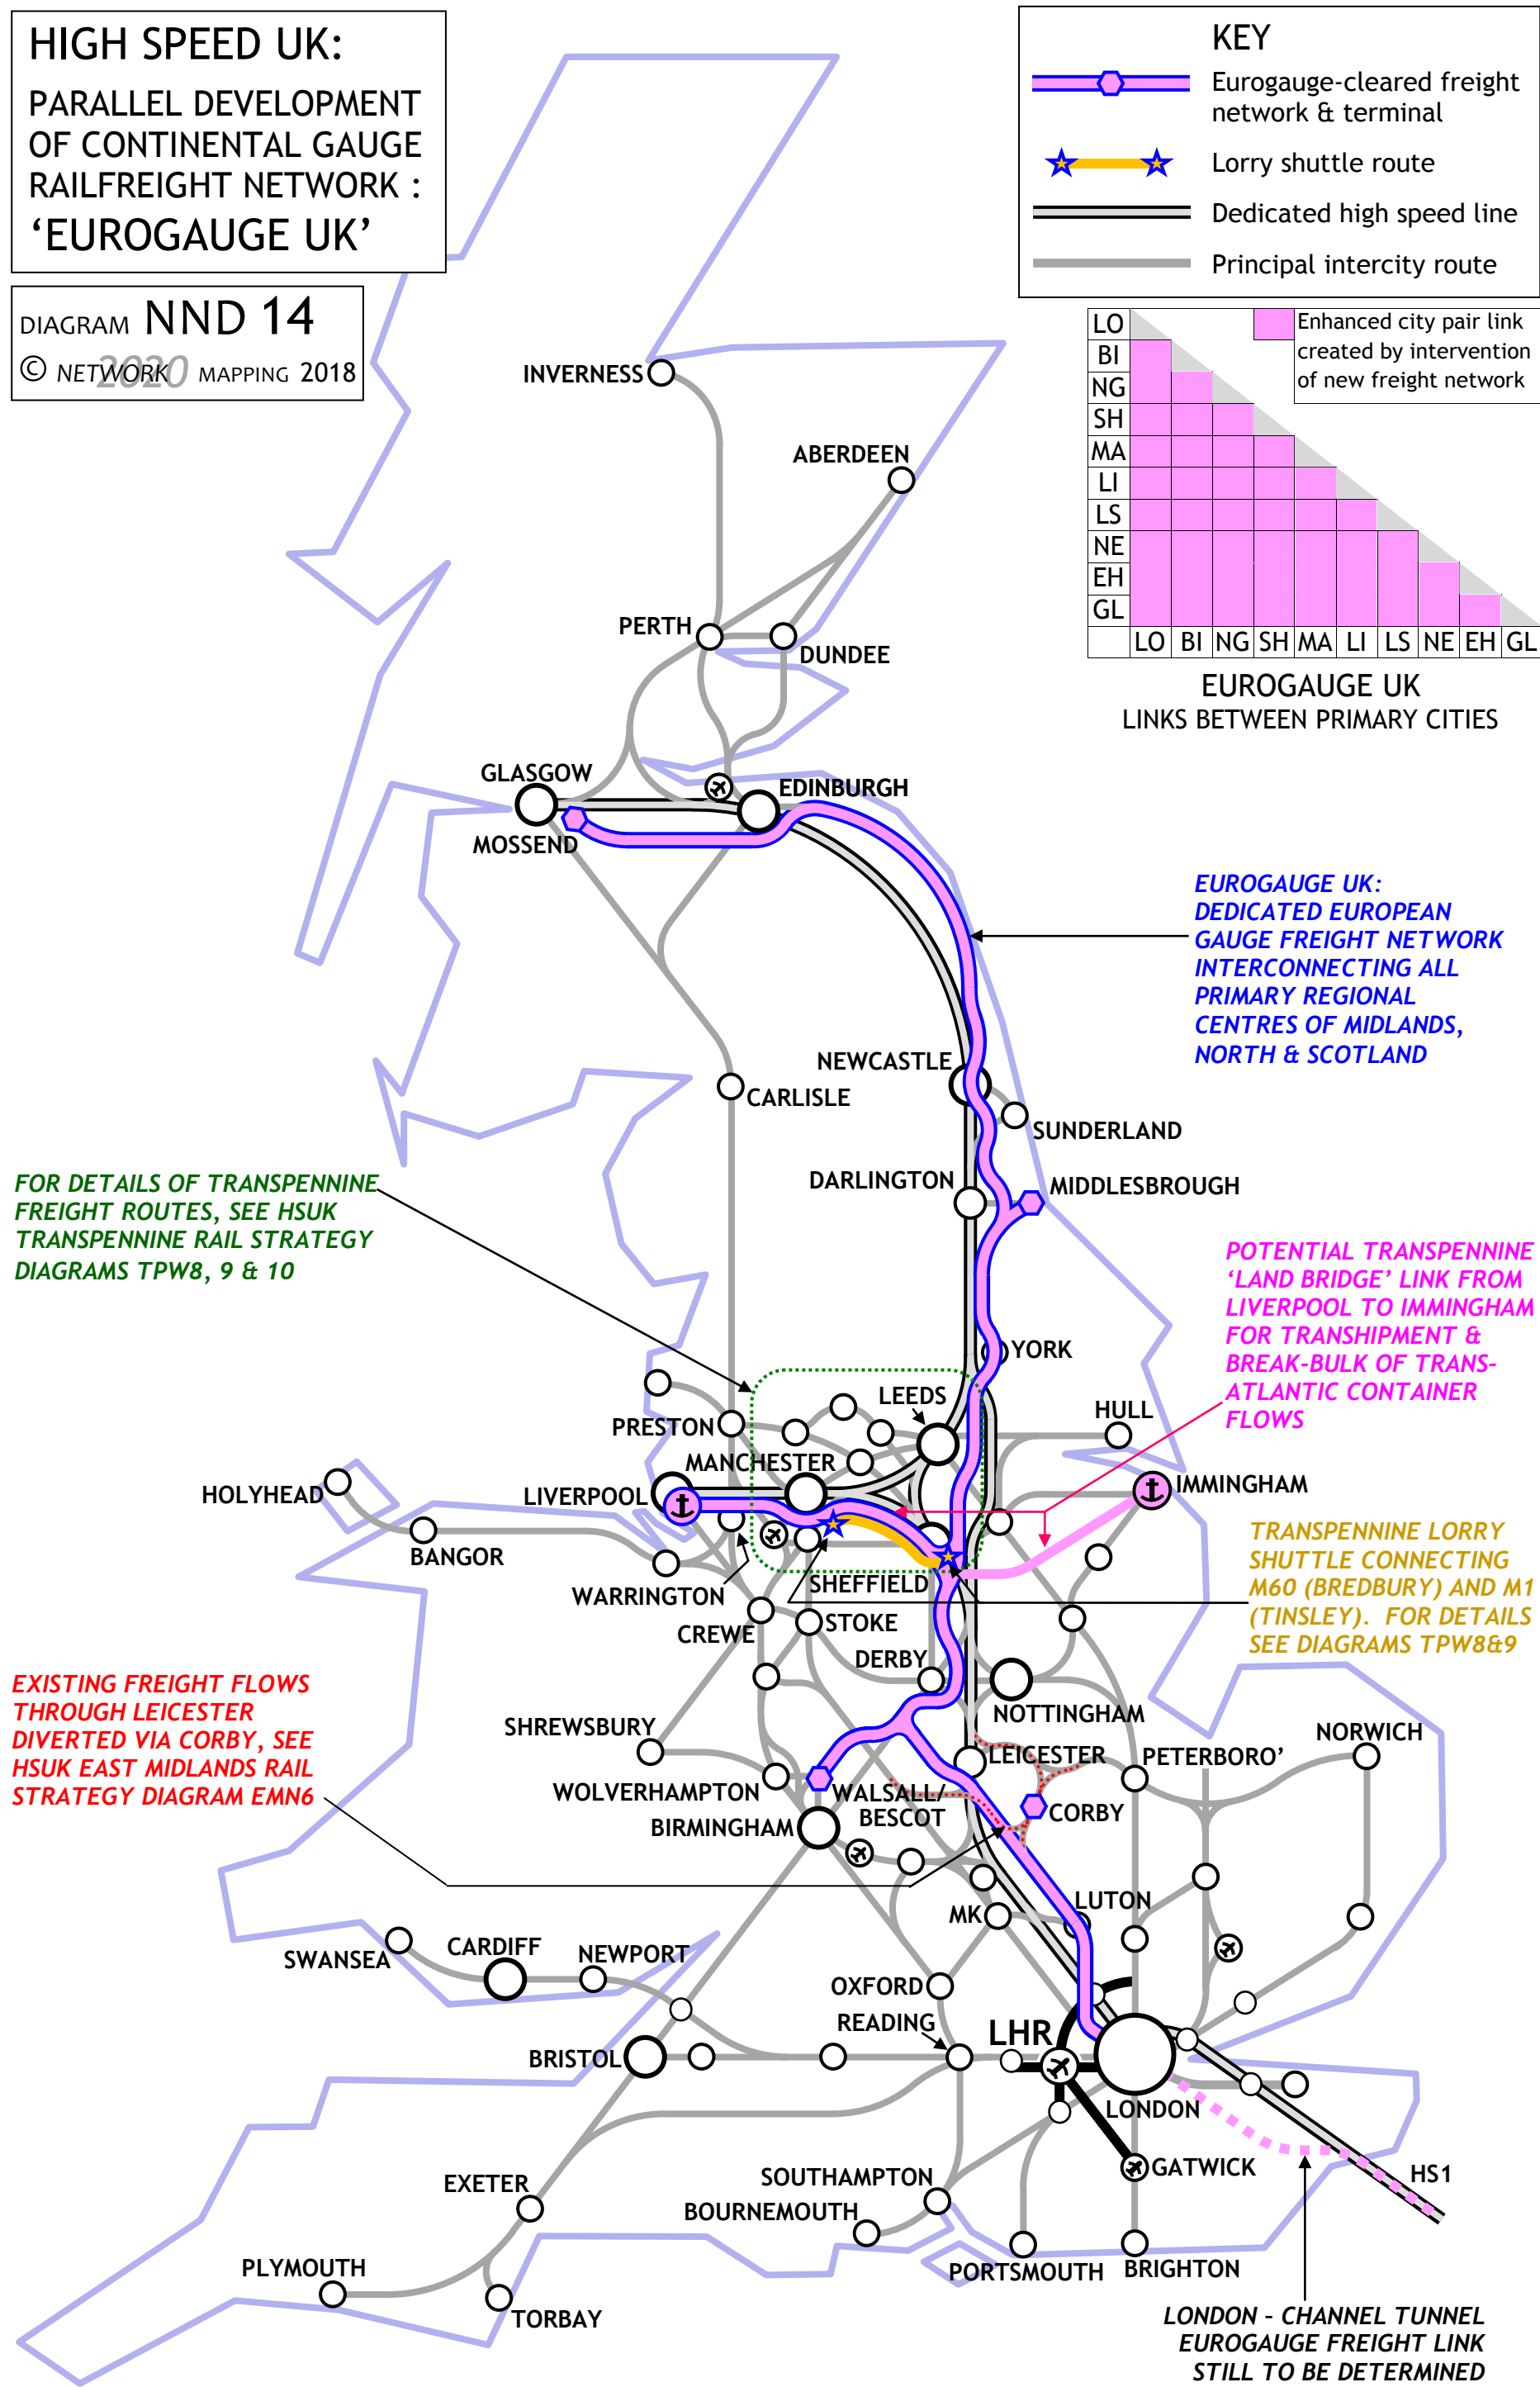 HIGH SPEED UK:
PARALLEL DEVELOPMENT
OF CONTINENTAL GAUGE
RAILFREIGHT NETWORK :
‘EUROGAUGE UK’
DIAGRAM NND 14
© NETWORK 2020 MAPPING 2018
KEY
Eurogauge-cleared freight
network & terminal
Lorry shuttle route
Dedicated high speed line
Principal intercity route
Enhanced city pair link
created by intervention
of new freight network
LO
BI
NG
SH
MA
LI
LS
NE
EH
GL
LO BI NG SH MA LI LS NE EH GL
EUROGAUGE UK
LINKS BETWEEN PRIMARY CITIES
INVERNESS
ABERDEEN
PERTH
DUNDEE
GLASGOW
EDINBURGH
MOSSEND
EUROGAUGE UK:
DEDICATED EUROPEAN
GAUGE FREIGHT NETWORK
INTERCONNECTING ALL
PRIMARY REGIONAL
CENTRES OF MIDLANDS,
NORTH & SCOTLAND
NEWCASTLE
CARLISLE
SUNDERLAND
DARLINGTON
MIDDLESBROUGH
FOR DETAILS OF TRANSPENNINE
FREIGHT ROUTES, SEE HSUK
TRANSPENNINE RAIL STRATEGY
DIAGRAMS TPW8, 9 & 10
POTENTIAL TRANSPENNINE
‘LAND BRIDGE’ LINK FROM
LIVERPOOL TO IMMINGHAM
FOR TRANSHIPMENT &
BREAK-BULK OF TRANS-
ATLANTIC CONTAINER
FLOWS
YORK
LEEDS
HULL
PRESTON
MANCHESTER
HOLYHEAD
LIVERPOOL
IMMINGHAM
BANGOR
WARRINGTON
SHEFFIELD
TRANSPENNINE LORRY
SHUTTLE CONNECTING
M60 (BREDBURY) AND M1
(TINSLEY).  FOR DETAILS
SEE DIAGRAMS TPW8&9
CREWE
STOKE
DERBY
EXISTING FREIGHT FLOWS
THROUGH LEICESTER
DIVERTED VIA CORBY, SEE
HSUK EAST MIDLANDS RAIL
STRATEGY DIAGRAM EMN6
NOTTINGHAM
SHREWSBURY
LEICESTER
PETERBORO’
NORWICH
WOLVERHAMPTON
WALSALL/
BESCOT
CORBY
BIRMINGHAM
LUTON
MK
SWANSEA
CARDIFF
NEWPORT
OXFORD
READING
LHR
BRISTOL
LONDON
GATWICK
HS1
EXETER
SOUTHAMPTON
BOURNEMOUTH
PLYMOUTH
PORTSMOUTH
BRIGHTON
TORBAY
LONDON – CHANNEL TUNNEL
EUROGAUGE FREIGHT LINK
STILL TO BE DETERMINED